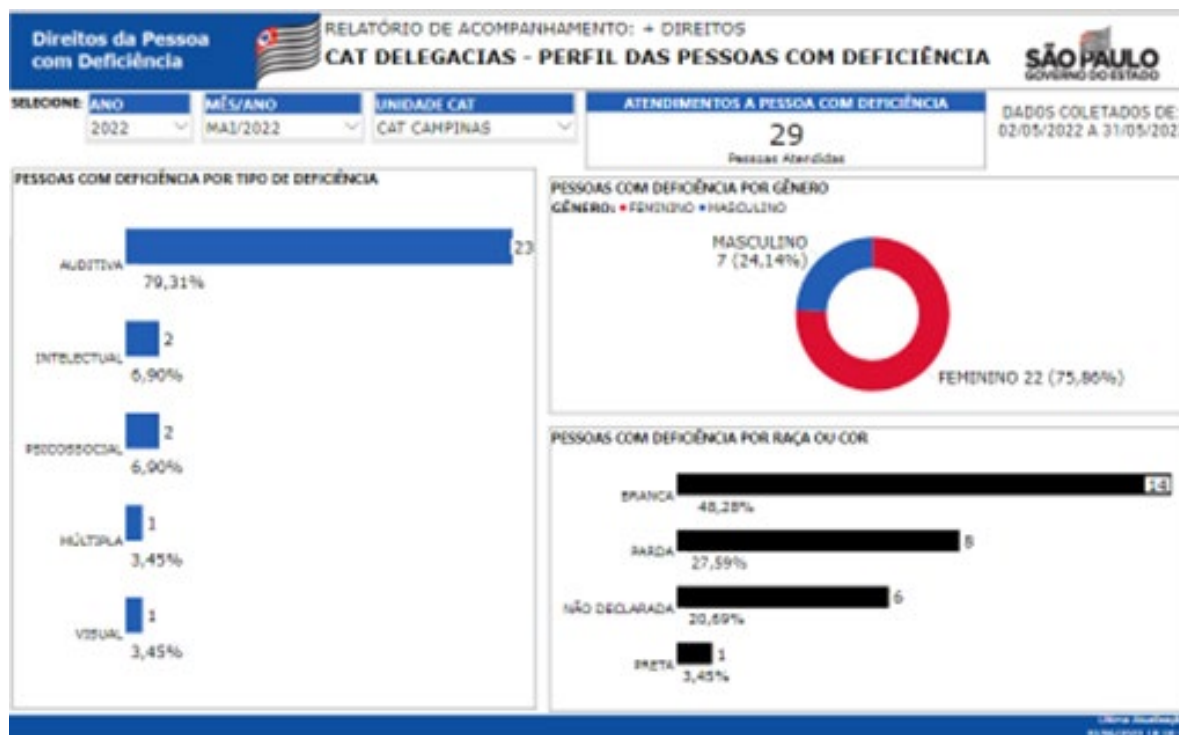 Direitos da Pessoa
com Deficiência
RELATÓRIO DE ACOMPANHAMENTO: + DIREITOS
CAT DELEGACIAS - PERFIL DAS PESSOAS COM DEFICIÊNCIA
SÃO PAULO
GOVERNO DO ESTADO
SELECIONE:
ANO
2022
MÊS/ANO
MAI/2022
UNIDADE CAT
CAT CAMPINAS
ATENDIMENTOS A PESSOA COM DEFICIÊNCIA
29
Pessoas Atendidas
DADOS COLETADOS DE:
02/05/2022 A 31/05/202
PESSOAS COM DEFICIÊNCIA POR TIPO DE DEFICIÊNCIA
AUDITIVA
23
79,31%
INTELECTUAL
2
6,90%
PSICOSSOCIAL
2
6,90%
MÚLTIPLA
1
3,45%
VISUAL
1
3,45%
PESSOAS COM DEFICIÊNCIA POR GÊNERO
GÊNERO: FEMININO MASCULINO
MASCULINO
7 (24,14%)
FEMININO 22 (75,86%)
PESSOAS COM DEFICIÊNCIA POR RAÇA OU COR
BRANCA
14
48,28%
PARDA
8
27,59%
NÃO DECLARADA
6
20,69%
PRETA
1
3,45%